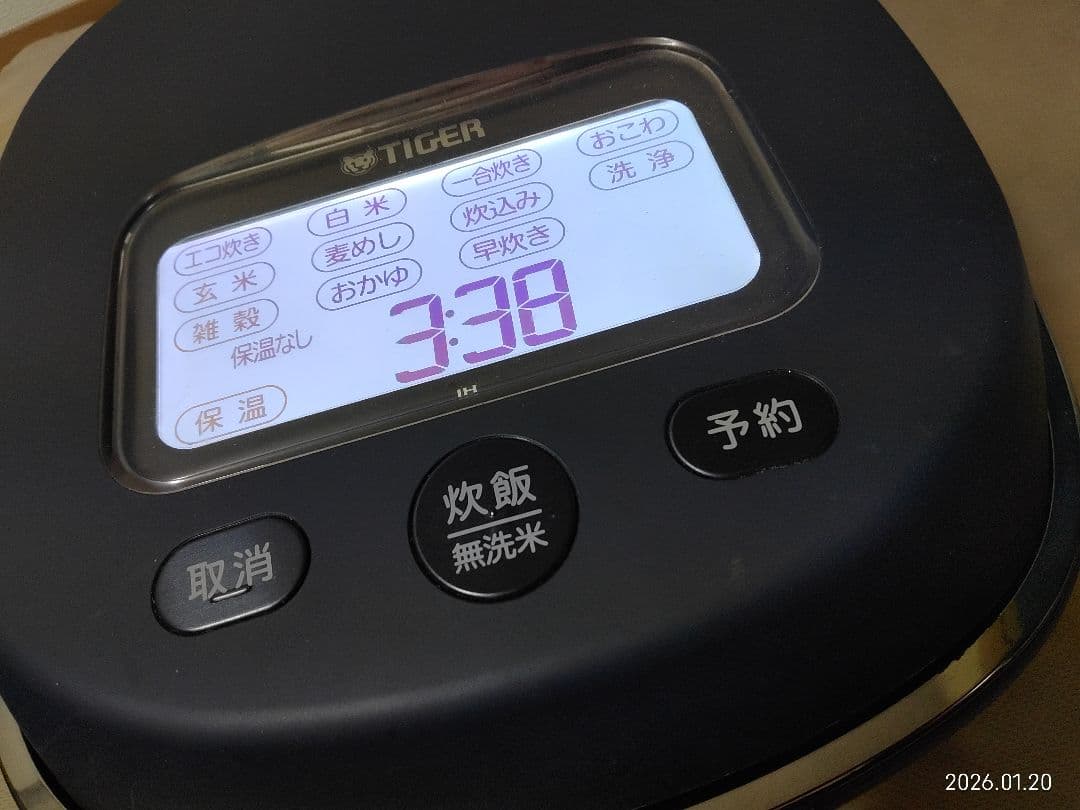 TIGER
エコ炊き
玄米
雑穀
保温なし
保温
白米
麦めし
おかゆ
一合炊き
炊込み
早炊き
おこわ
洗浄
3:38
IH
取消
炊飯
無洗米
予約
2026.01.20